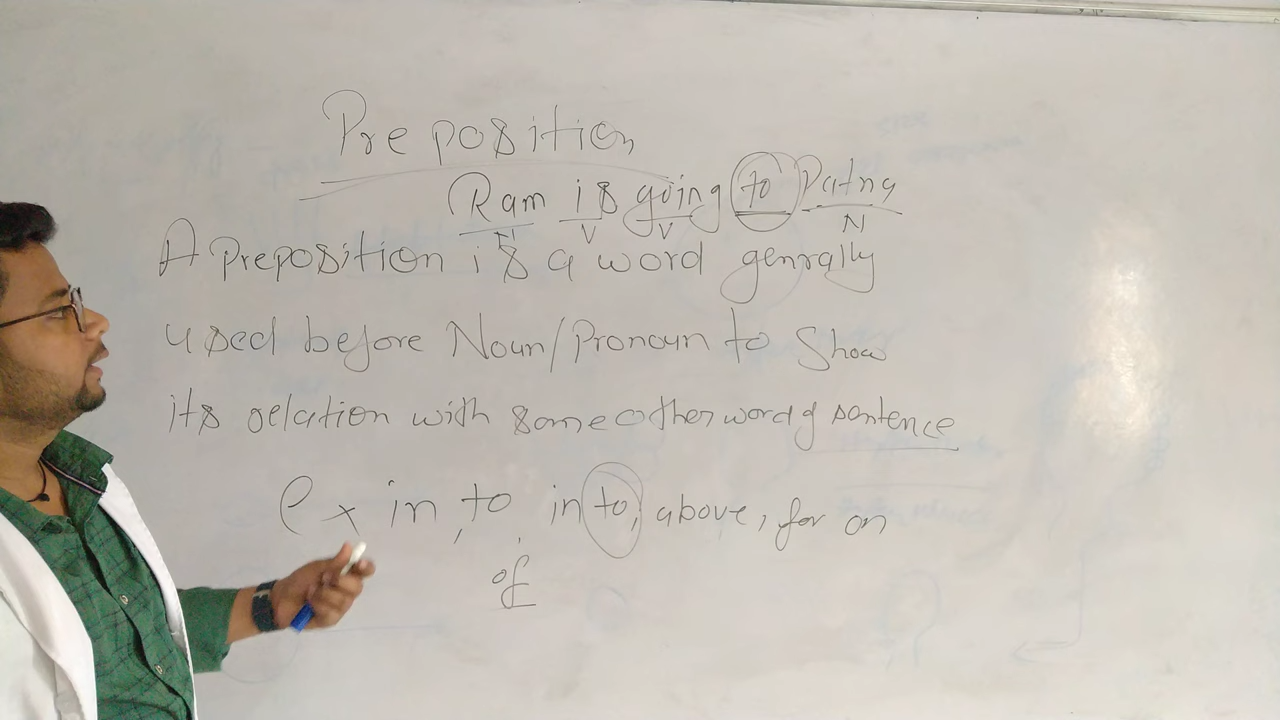 Preposition
Ram is going to Patna
N V V N
A Preposition is a word genrally
used before Noun/Pronoun to Show
its relation with some other word of sentence
ex in, to, into, above, for on
of